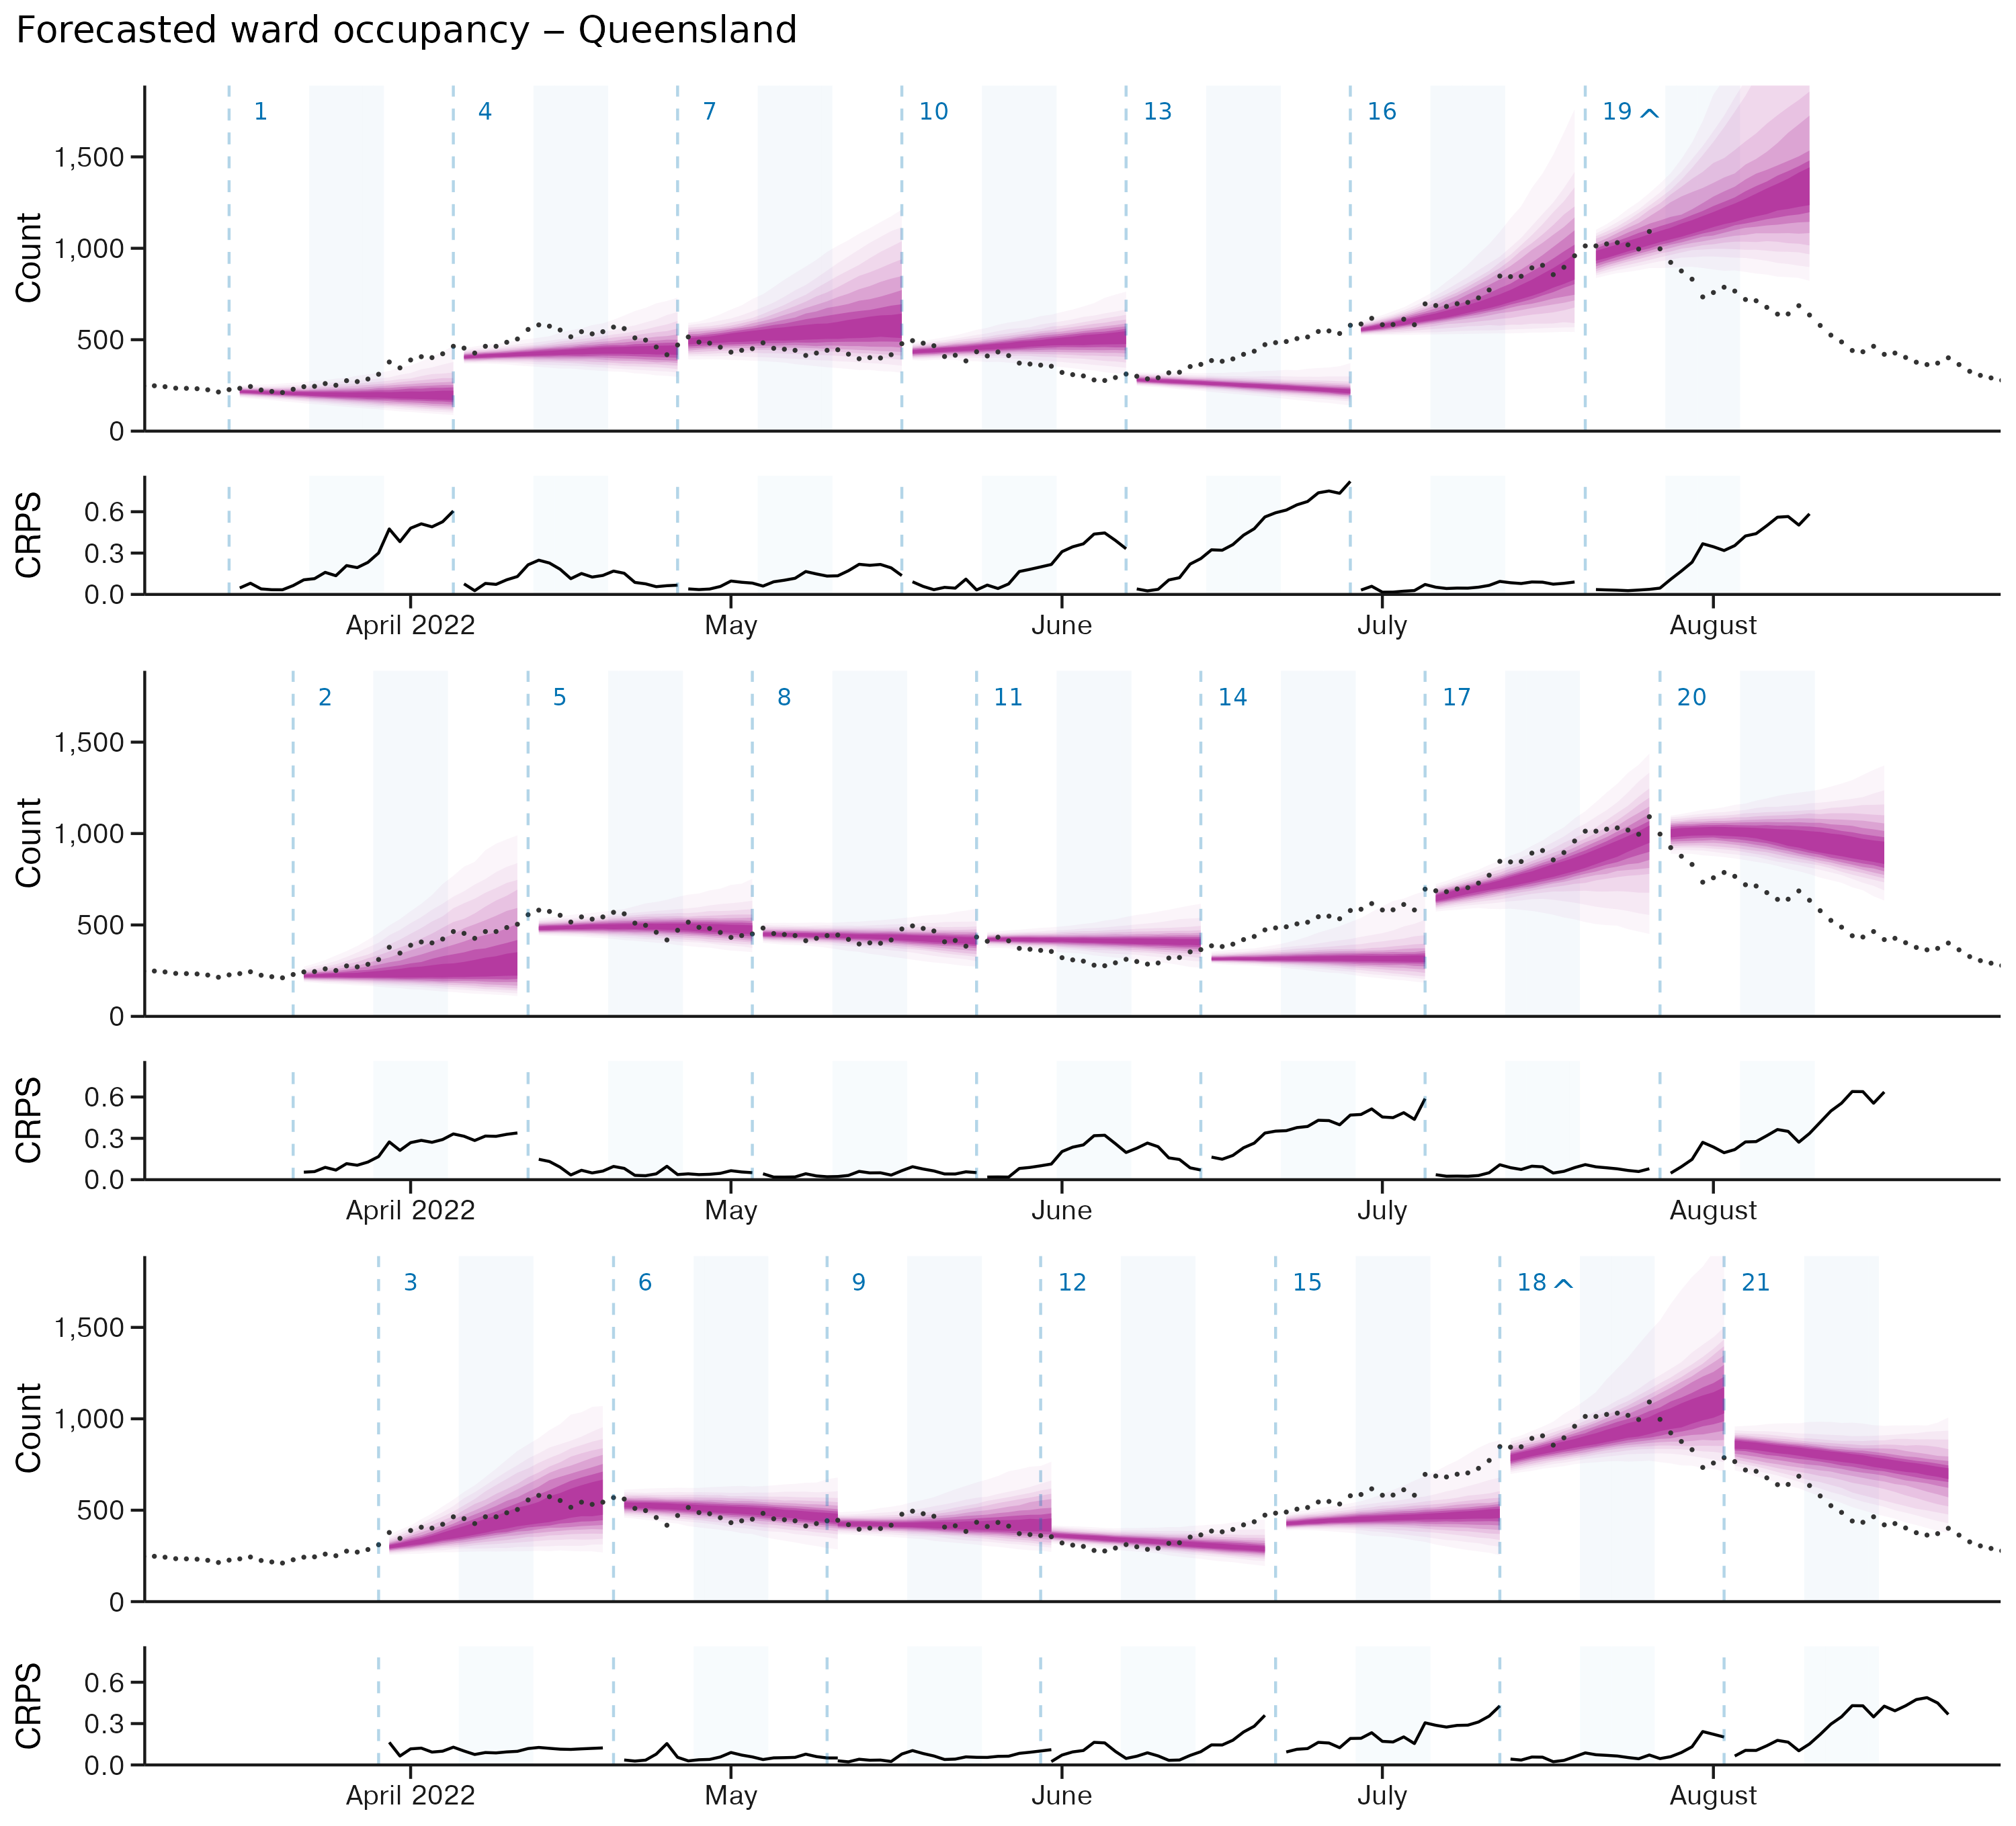 Forecasted ward occupancy – Queensland
1 4 7 10 13 16 19 ^
Count
1,500
1,000
500
0
CRPS
0.6
0.3
0.0
April 2022 May June July August
2 5 8 11 14 17 20
Count
1,500
1,000
500
0
CRPS
0.6
0.3
0.0
April 2022 May June July August
3 6 9 12 15 18 ^ 21
Count
1,500
1,000
500
0
CRPS
0.6
0.3
0.0
April 2022 May June July August